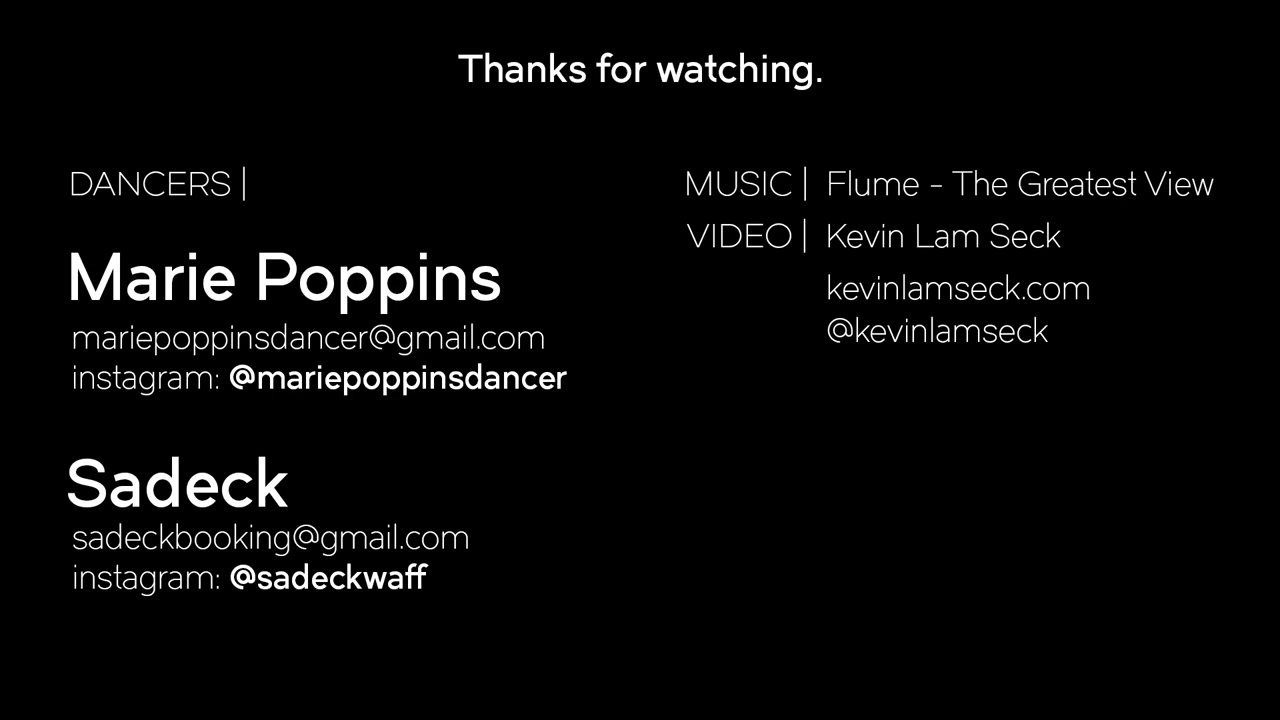 Thanks for watching.
DANCERS |
Marie Poppins
mariepoppinsdancer@gmail.com
instagram: @mariepoppinsdancer
Sadeck
sadeckbooking@gmail.com
instagram: @sadeckwaff
MUSIC | Flume - The Greatest View
VIDEO | Kevin Lam Seck
kevinlamseck.com
@kevinlamseck